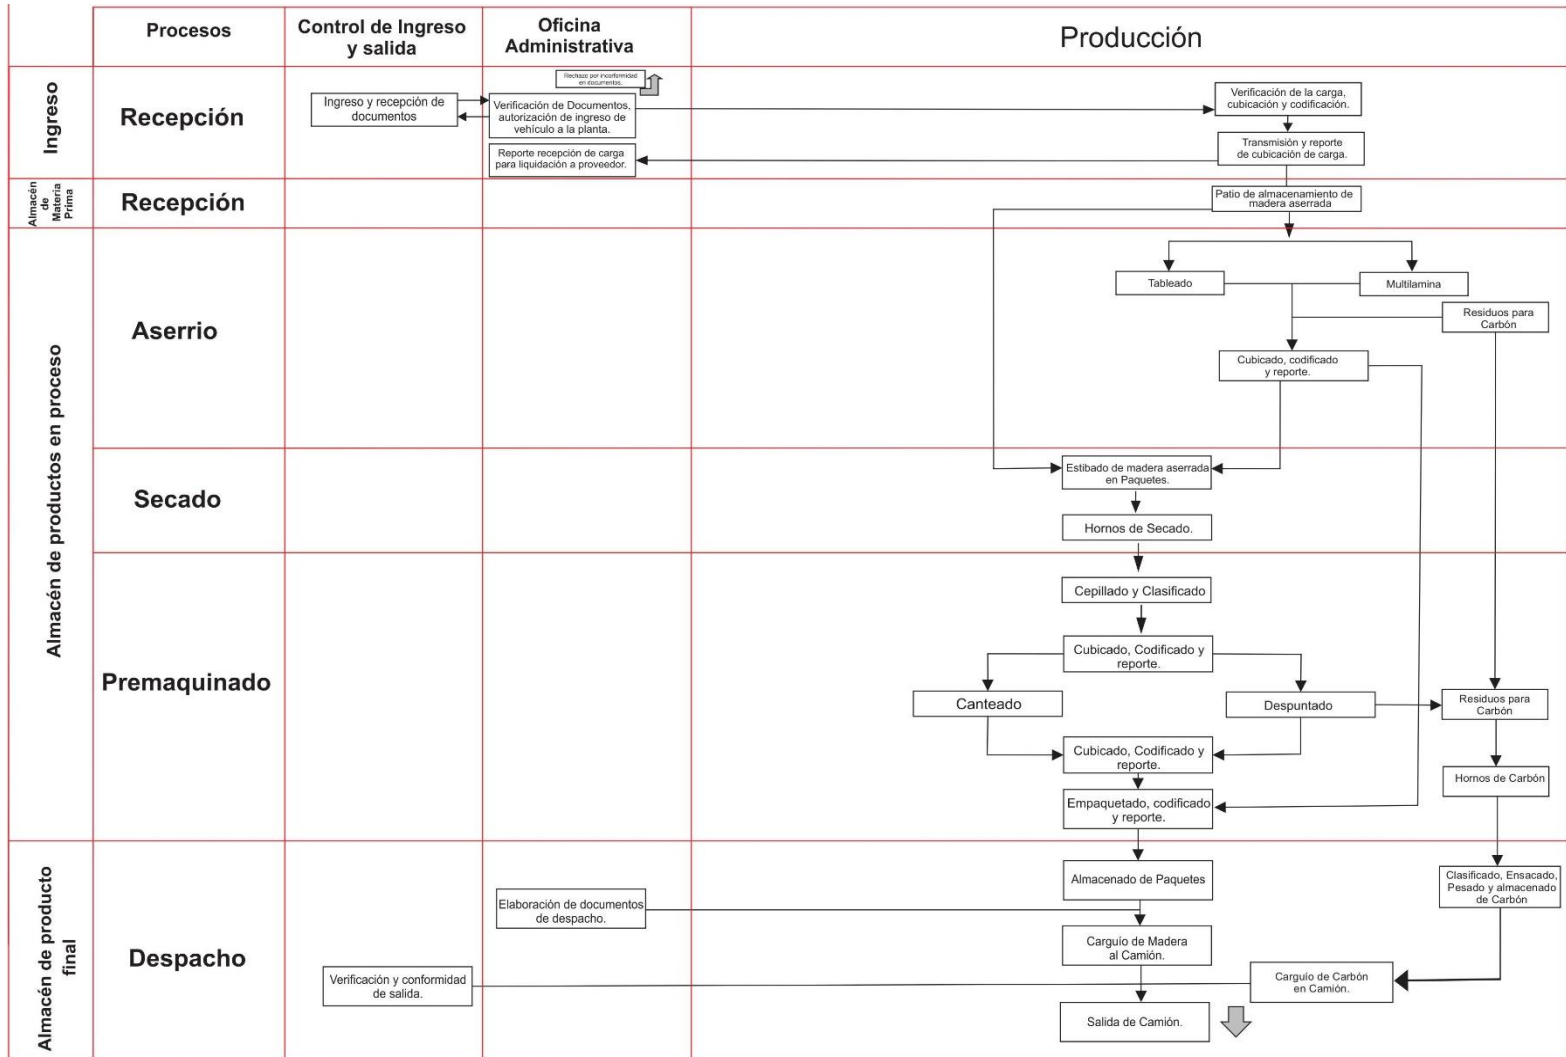 Procesos
Control de Ingreso
y salida
Oficina
Administrativa
Producción
Ingreso
Recepción
Ingreso y recepción de
documentos
Rechazo por inconformidad
en documentos.
Verificación de Documentos,
autorización de ingreso de
vehículo a la planta.
Verificación de la carga,
cubicación y codificación.
Transmisión y reporte
de cubicación de carga.
Reporte recepción de carga
para liquidación a proveedor.
Almacén
de
Materia
Prima
Recepción
Patio de almacenamiento de
madera aserrada
Almacén de productos en proceso
Aserrio
Tableado
Multilamina
Residuos para
Carbón
Cubicado, codificado
y reporte.
Secado
Estibado de madera aserrada
en Paquetes.
Hornos de Secado.
Premaquinado
Cepillado y Clasificado
Cubicado, Codificado y
reporte.
Canteado
Despuntado
Residuos para
Carbón
Cubicado, Codificado y
reporte.
Hornos de Carbón
Empaquetado, codificado
y reporte.
Almacén de producto
final
Despacho
Almacenado de Paquetes
Clasificado, Ensacado,
Pesado y almacenado
de Carbón
Elaboración de documentos
de despacho.
Carguío de Madera
al Camión.
Verificación y conformidad
de salida.
Carguío de Carbón
en Camión.
Salida de Camión.